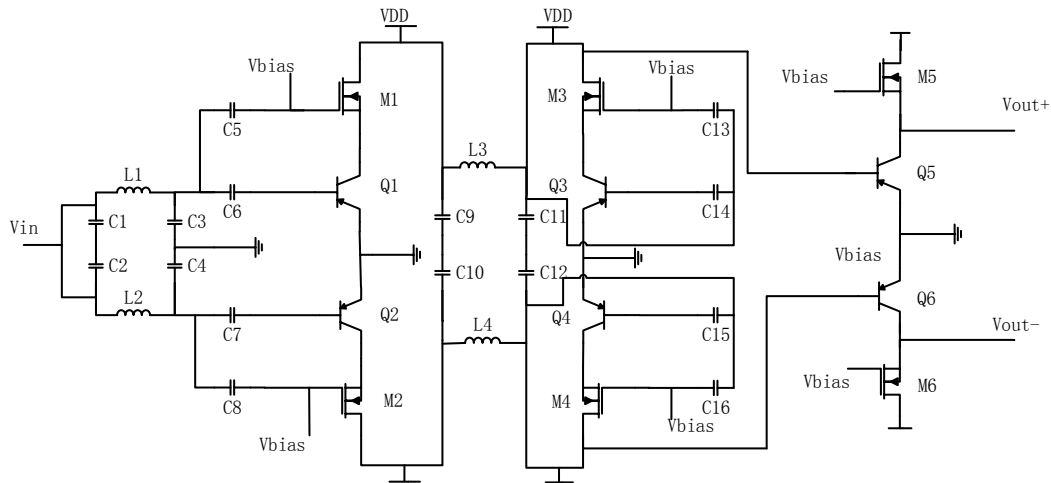 VDD
VDD
Vbias
M1
M3
Vbias
Vbias
M5
Vout+
C5
C13
L1
L3
C6
Q1
Q3
C14
Q5
Vin
C1
C3
C9
C11
C2
C4
C10
C12
Vbias
L2
L4
C7
Q2
Q4
C15
Q6
Vout-
C8
M2
M4
C16
Vbias
M6
Vbias
Vbias